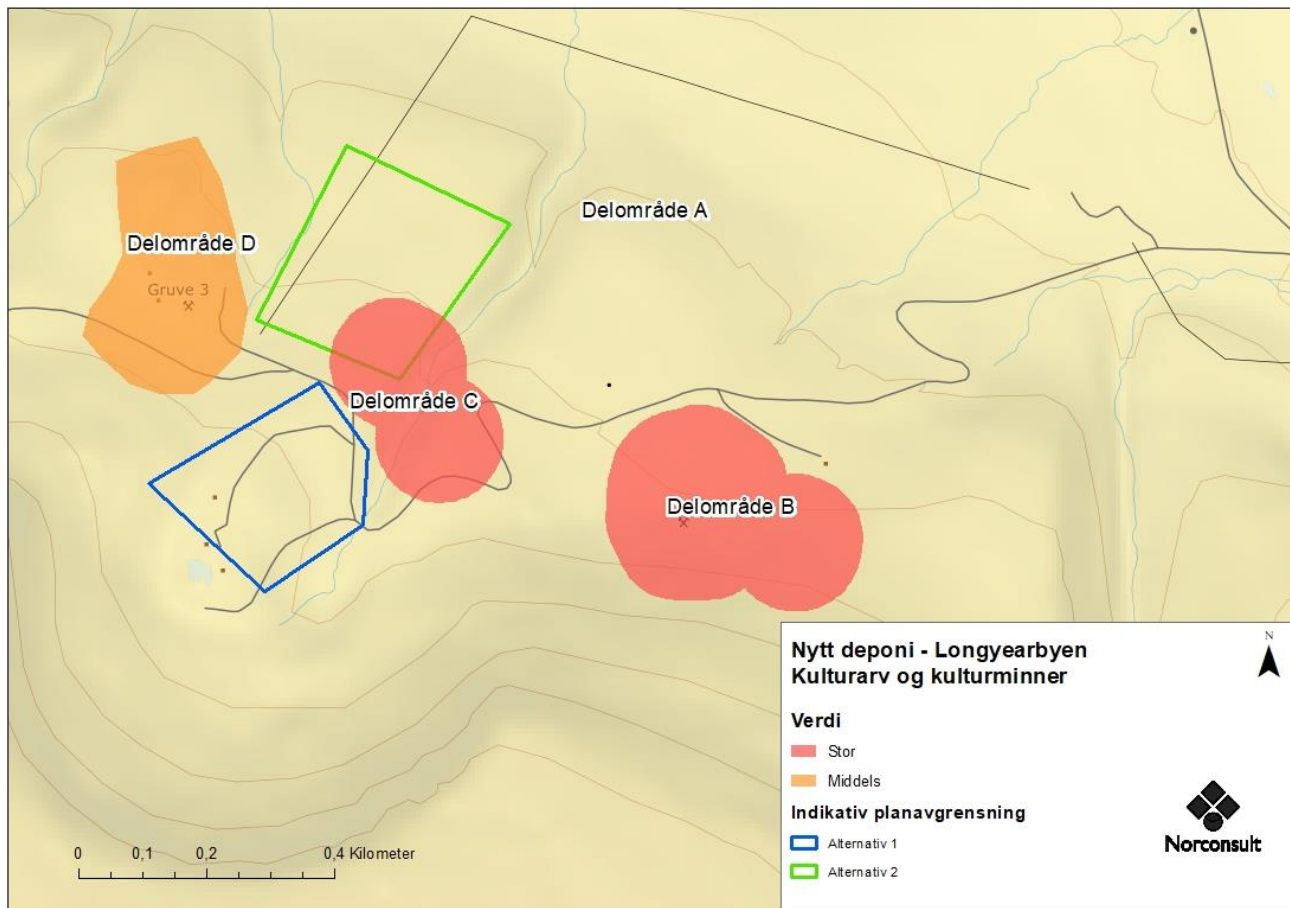 Delområde A
Delområde D
Gruve 3
Delområde C
Delområde B
0 0,1 0,2 0,4 Kilometer
Nytt deponi - Longyearbyen
Kulturarv og kulturminner
N
Verdi
Stor
Middels
Indikativ planavgrensning
Alternativ 1
Alternativ 2
Norconsult